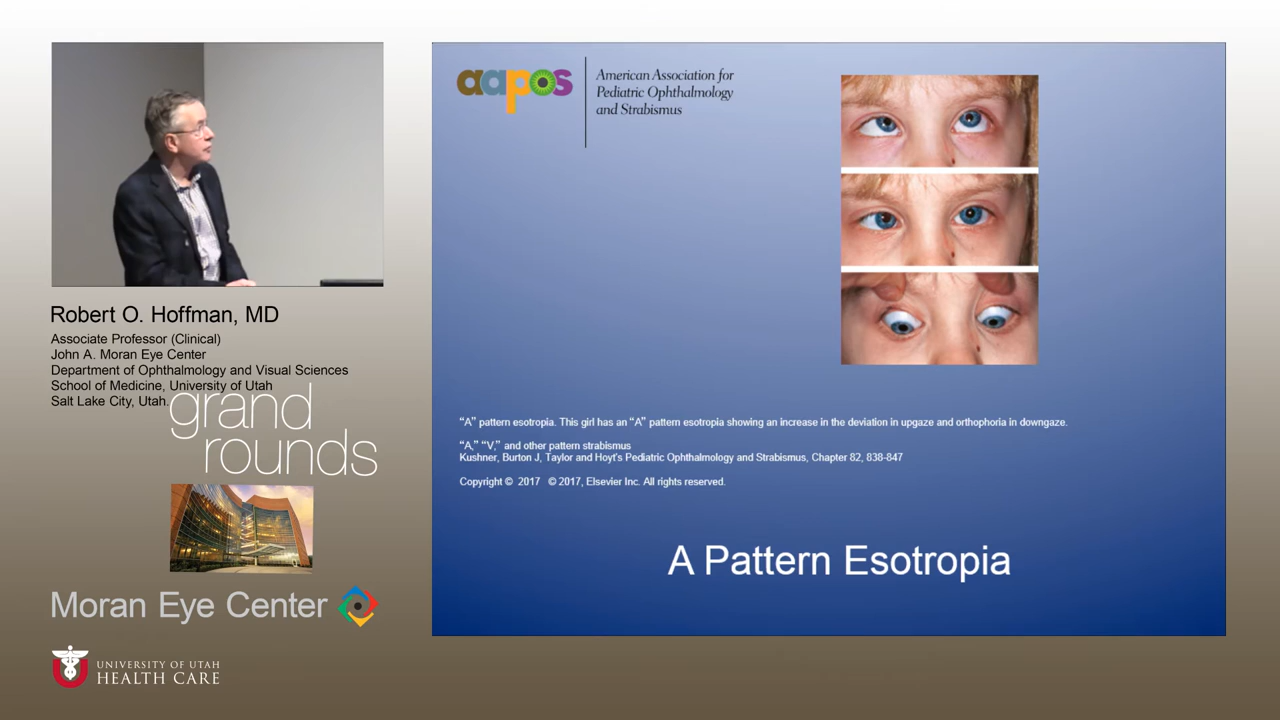 Robert O. Hoffman, MD
Associate Professor (Clinical)
John A. Moran Eye Center
Department of Ophthalmology and Visual Sciences
School of Medicine, University of Utah
Salt Lake City, Utah.
grand
rounds
Moran Eye Center
UNIVERSITY OF UTAH
HEALTH CARE
aapos
American Association for
Pediatric Ophthalmology
and Strabismus
“A” pattern esotropia. This girl has an “A” pattern esotropia showing an increase in the deviation in upgaze and orthophoria in downgaze.
“A,” “V,” and other pattern strabismus
Kushner, Burton J, Taylor and Hoyt's Pediatric Ophthalmology and Strabismus, Chapter 82, 838-847
Copyright © 2017 © 2017, Elsevier Inc. All rights reserved.
A Pattern Esotropia